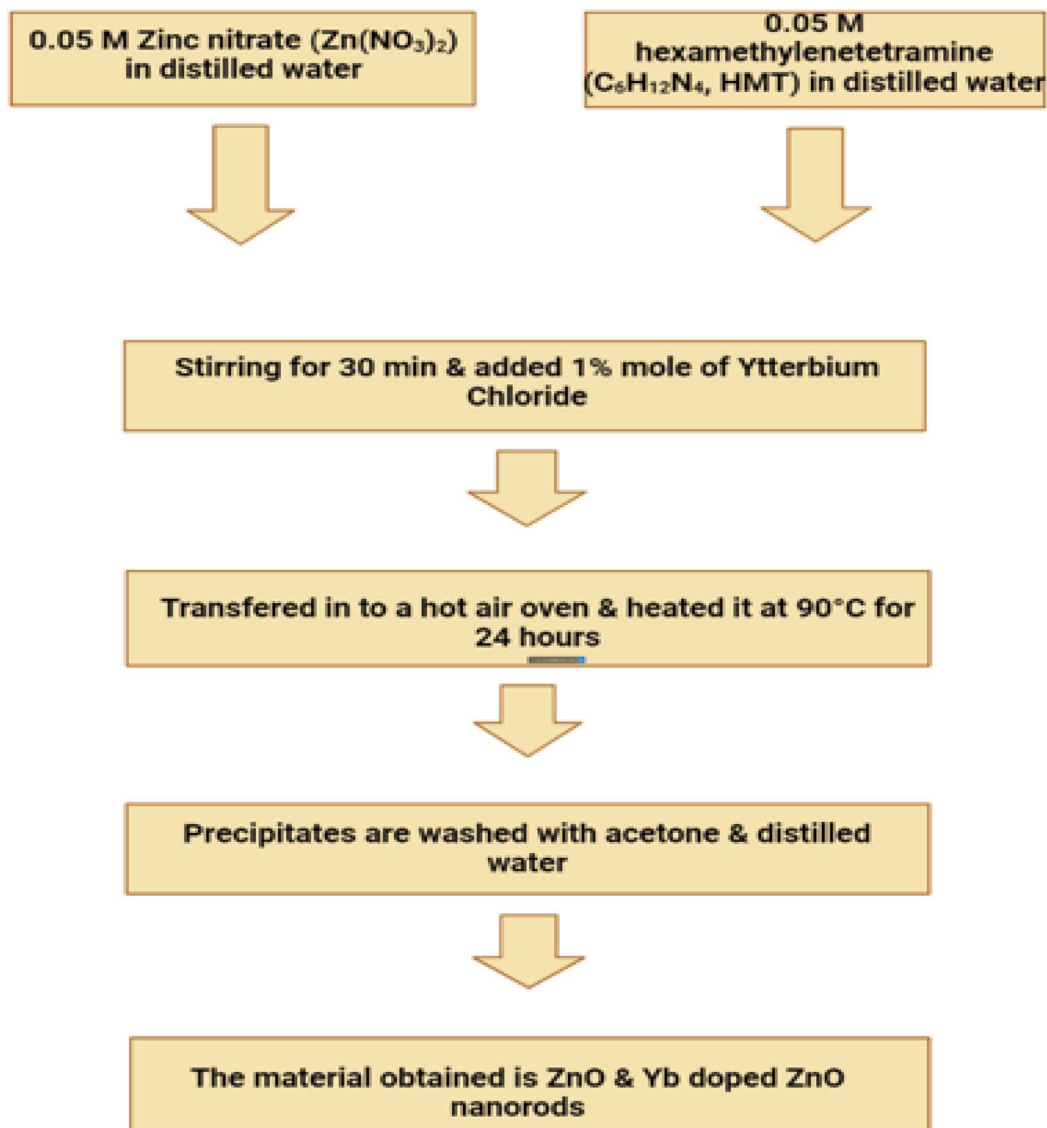 0.05 M Zinc nitrate (Zn(NO₃)₂)
in distilled water
0.05 M
hexamethylenetetramine
(C₆H₁₂N₄, HMT) in distilled water
Stirring for 30 min & added 1% mole of Ytterbium
Chloride
Transfered in to a hot air oven & heated it at 90°C for
24 hours
Precipitates are washed with acetone & distilled
water
The material obtained is ZnO & Yb doped ZnO
nanorods